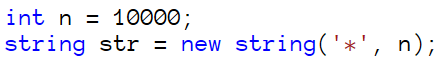 int n = 10000;
string str = new string('*', n);